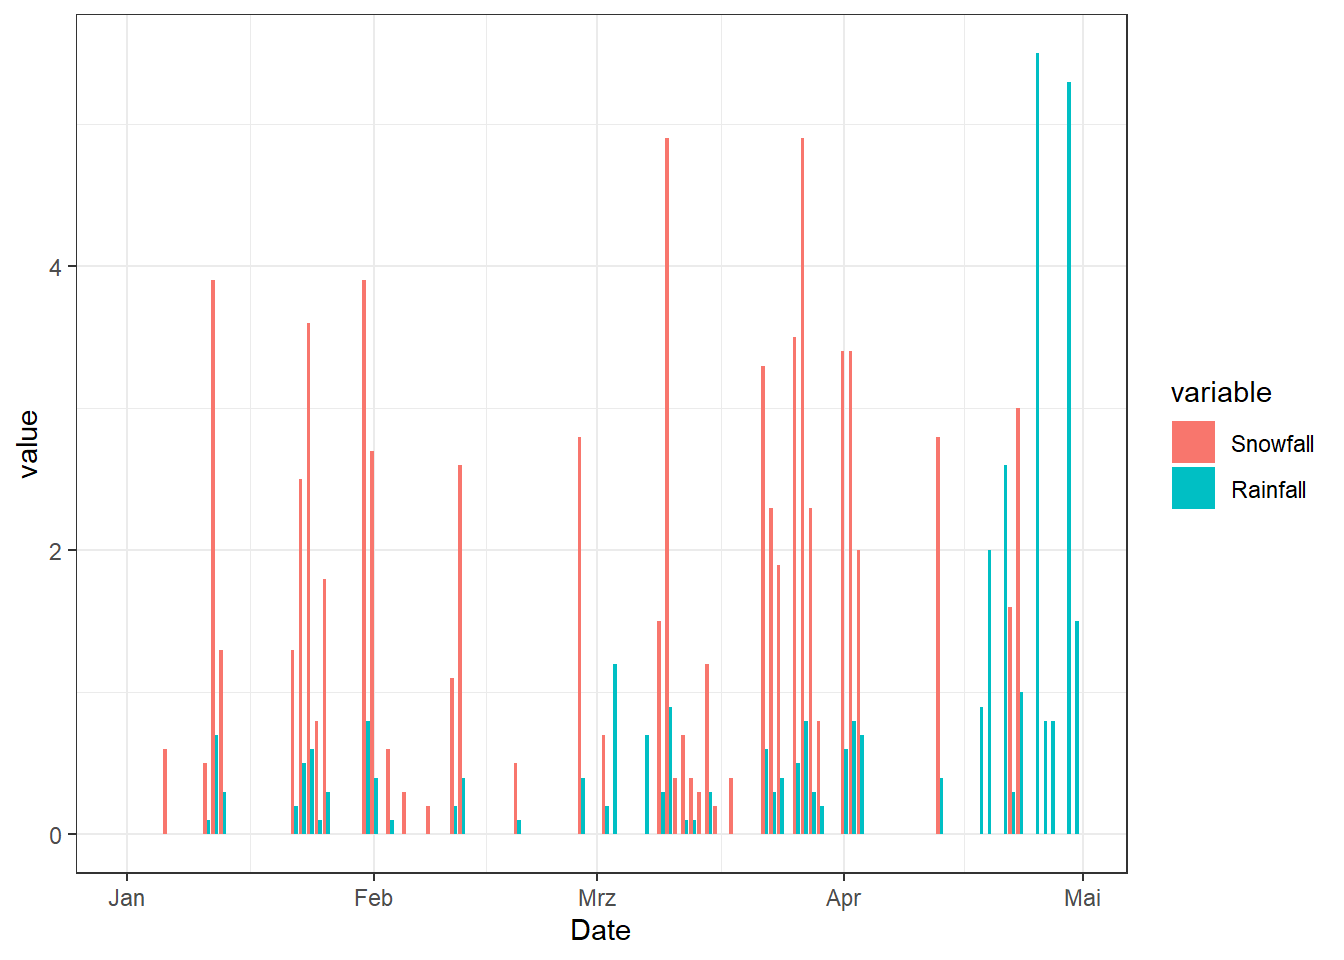 4
2
0
value
Jan Feb Mrz Apr Mai
Date
variable
Snowfall
Rainfall